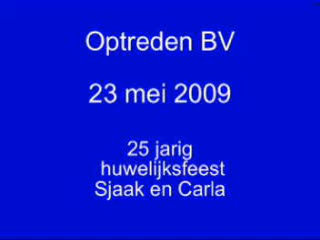 Optreden BV
23 mei 2009
25 jarig
huwelijksfeest
Sjaak en Carla